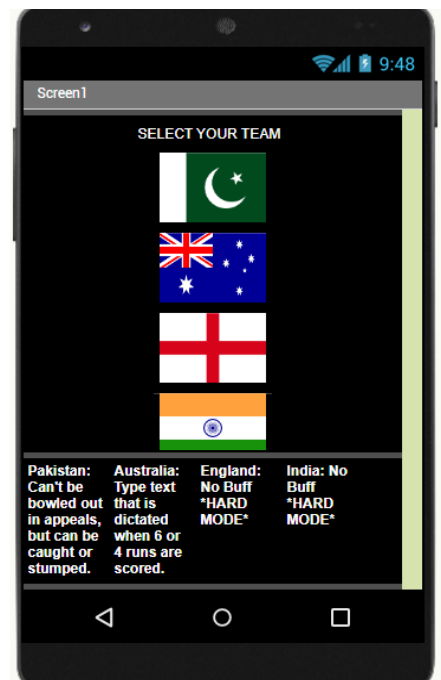 9:48
Screen1
SELECT YOUR TEAM
Pakistan:
Can't be
bowled out
in appeals,
but can be
caught or
stumped.
Australia:
Type text
that is
dictated
when 6 or
4 runs are
scored.
England:
No Buff
*HARD
MODE*
India: No
Buff
*HARD
MODE*